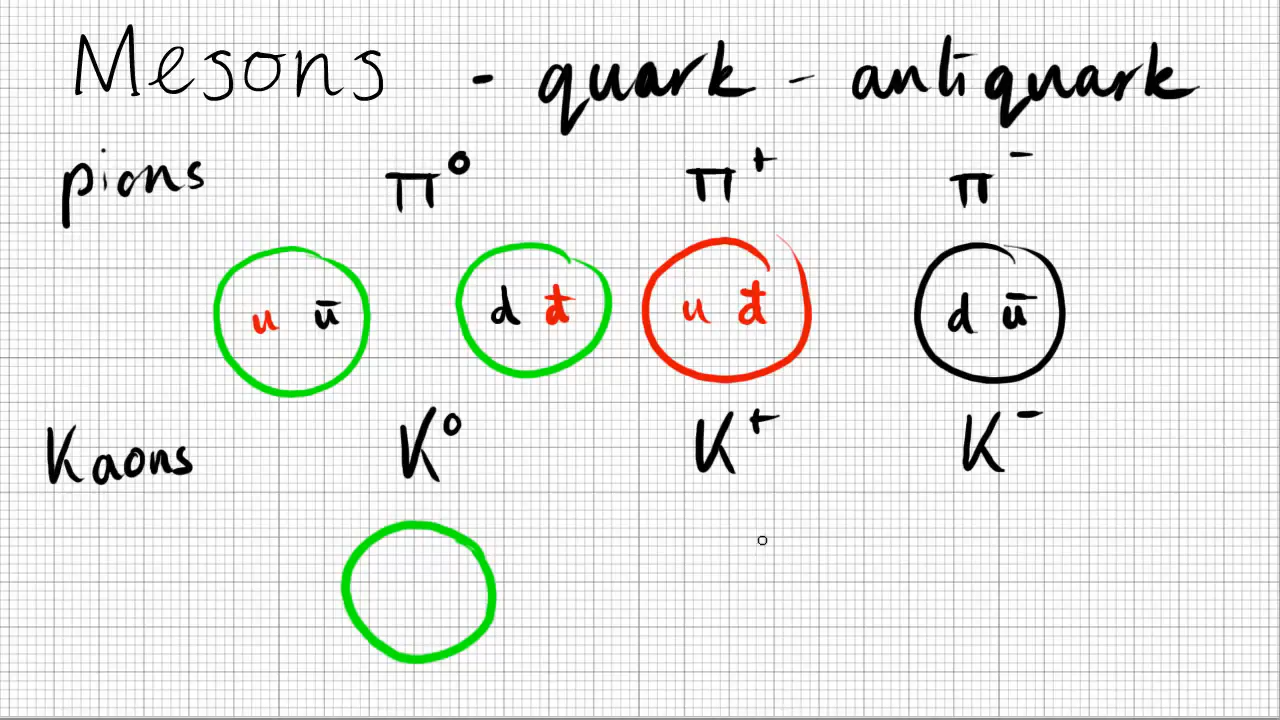 Mesons - quark - antiquark
pions π⁰ π⁺ π⁻
u ū d d̄ u d̄ d ū
Kaons K⁰ K⁺ K⁻